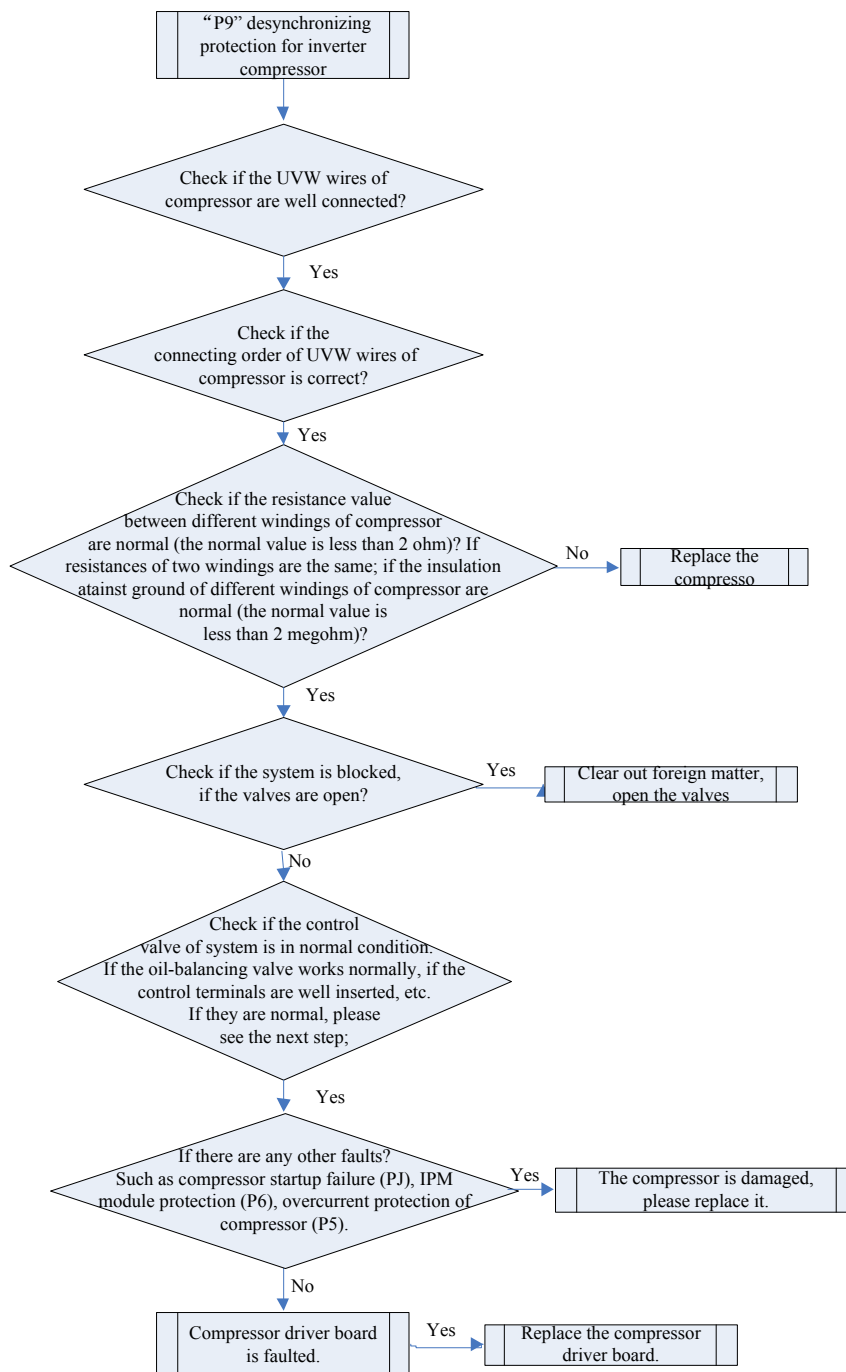 “P9” desynchronizing
protection for inverter
compressor
Check if the UVW wires of
compressor are well connected?
Yes
Check if the
connecting order of UVW wires of
compressor is correct?
Yes
Check if the resistance value
between different windings of compressor
are normal (the normal value is less than 2 ohm)? If
resistances of two windings are the same; if the insulation
atainst ground of different windings of compressor are
normal (the normal value is
less than 2 megohm)?
No
Replace the
compresso
Yes
Check if the system is blocked,
if the valves are open?
Yes
Clear out foreign matter,
open the valves
No
Check if the control
valve of system is in normal condition.
If the oil-balancing valve works normally, if the
control terminals are well inserted, etc.
If they are normal, please
see the next step;
Yes
If there are any other faults?
Such as compressor startup failure (PJ), IPM
module protection (P6), overcurrent protection of
compressor (P5).
Yes
The compressor is damaged,
please replace it.
No
Compressor driver board
is faulted.
Yes
Replace the compressor
driver board.